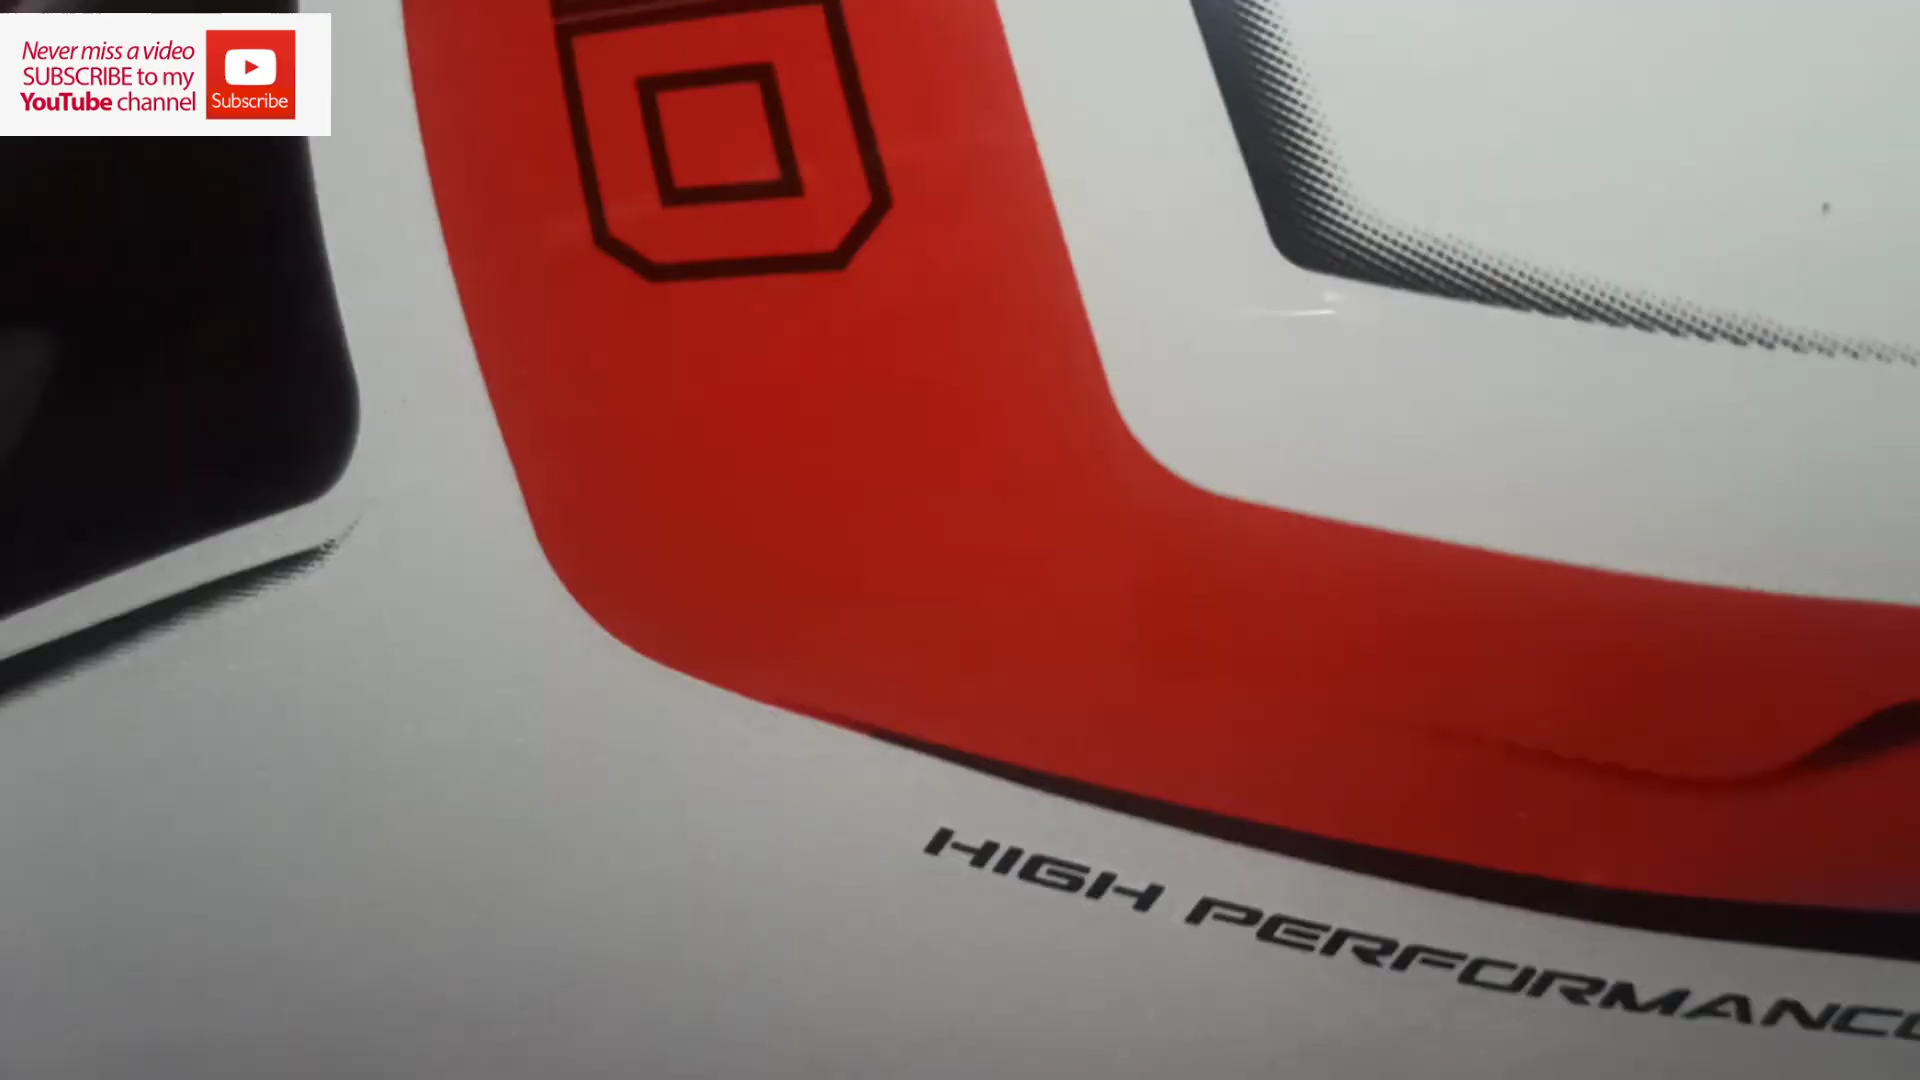 Never miss a video
SUBSCRIBE to my
YouTube channel
Subscribe
HIGH PERFORMANC